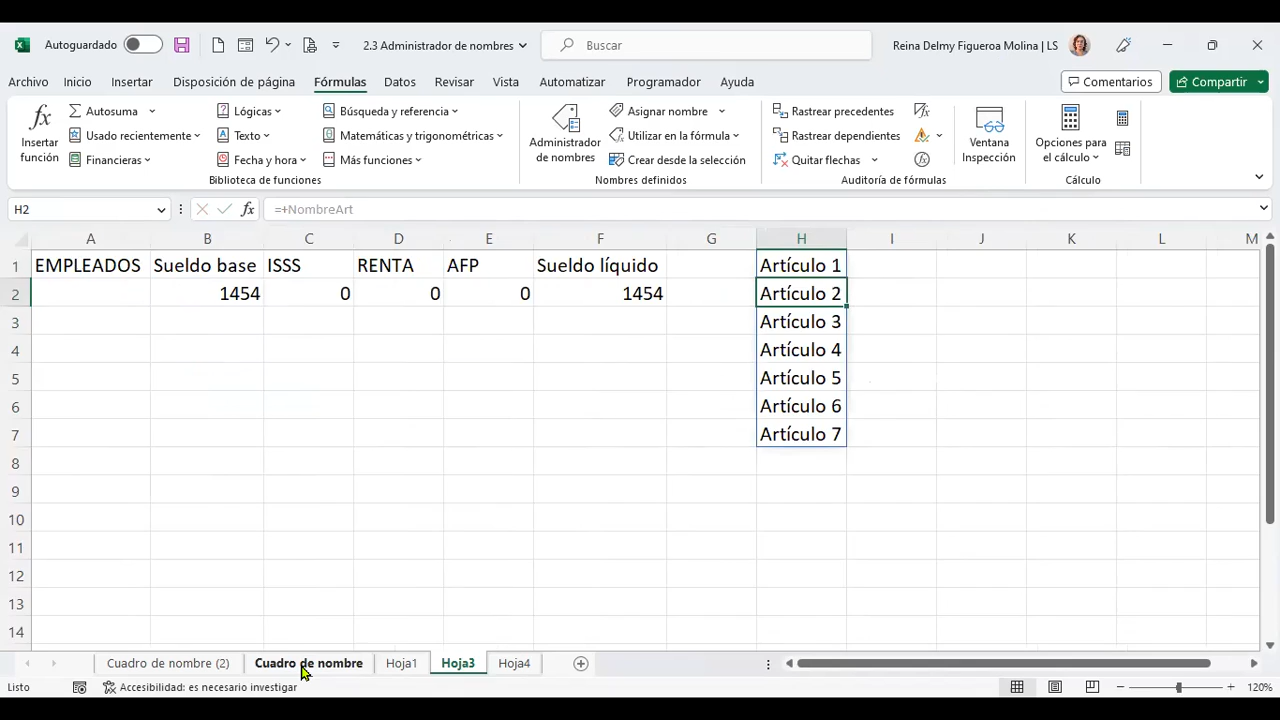 Autoguardado
2.3 Administrador de nombres
Buscar
Reina Delmy Figueroa Molina | LS
Archivo Inicio Insertar Disposición de página Fórmulas Datos Revisar Vista Automatizar Programador Ayuda
Comentarios Compartir
Insertar función
Autosuma
Usado recientemente
Financieras
Lógicas
Texto
Fecha y hora
Búsqueda y referencia
Matemáticas y trigonométricas
Más funciones
Biblioteca de funciones
Administrador de nombres
Asignar nombre
Utilizar en la fórmula
Crear desde la selección
Nombres definidos
Rastrear precedentes
Rastrear dependientes
Quitar flechas
Auditoría de fórmulas
Ventana Inspección
Opciones para el cálculo
Cálculo
H2 fx =+NombreArt
A B C D E F G H I J K L M
1 EMPLEADOS Sueldo base ISSS RENTA AFP Sueldo líquido Artículo 1
2 1454 0 0 0 1454 Artículo 2
3 Artículo 3
4 Artículo 4
5 Artículo 5
6 Artículo 6
7 Artículo 7
8
9
10
11
12
13
14
Cuadro de nombre (2) Cuadro de nombre Hoja1 Hoja3 Hoja4
Listo Accesibilidad: es necesario investigar 120%